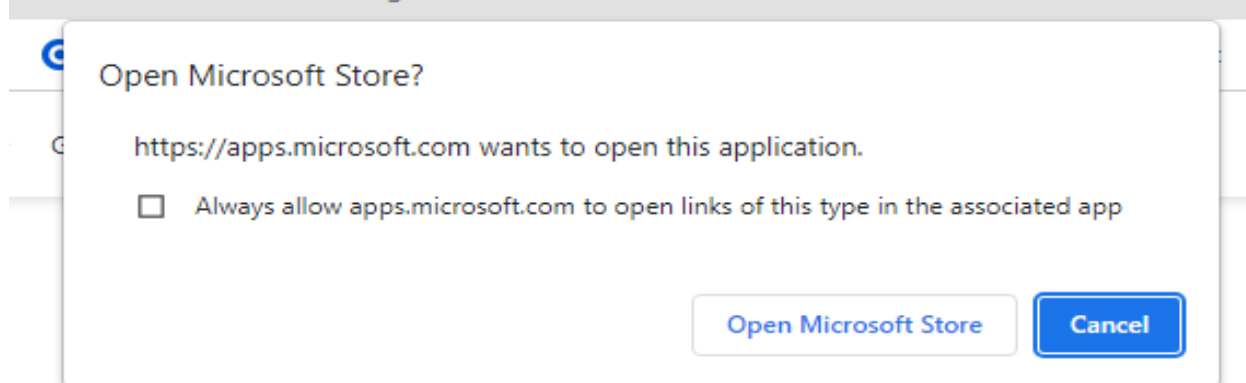 Open Microsoft Store?
https://apps.microsoft.com wants to open this application.
Always allow apps.microsoft.com to open links of this type in the associated app
Open Microsoft Store
Cancel